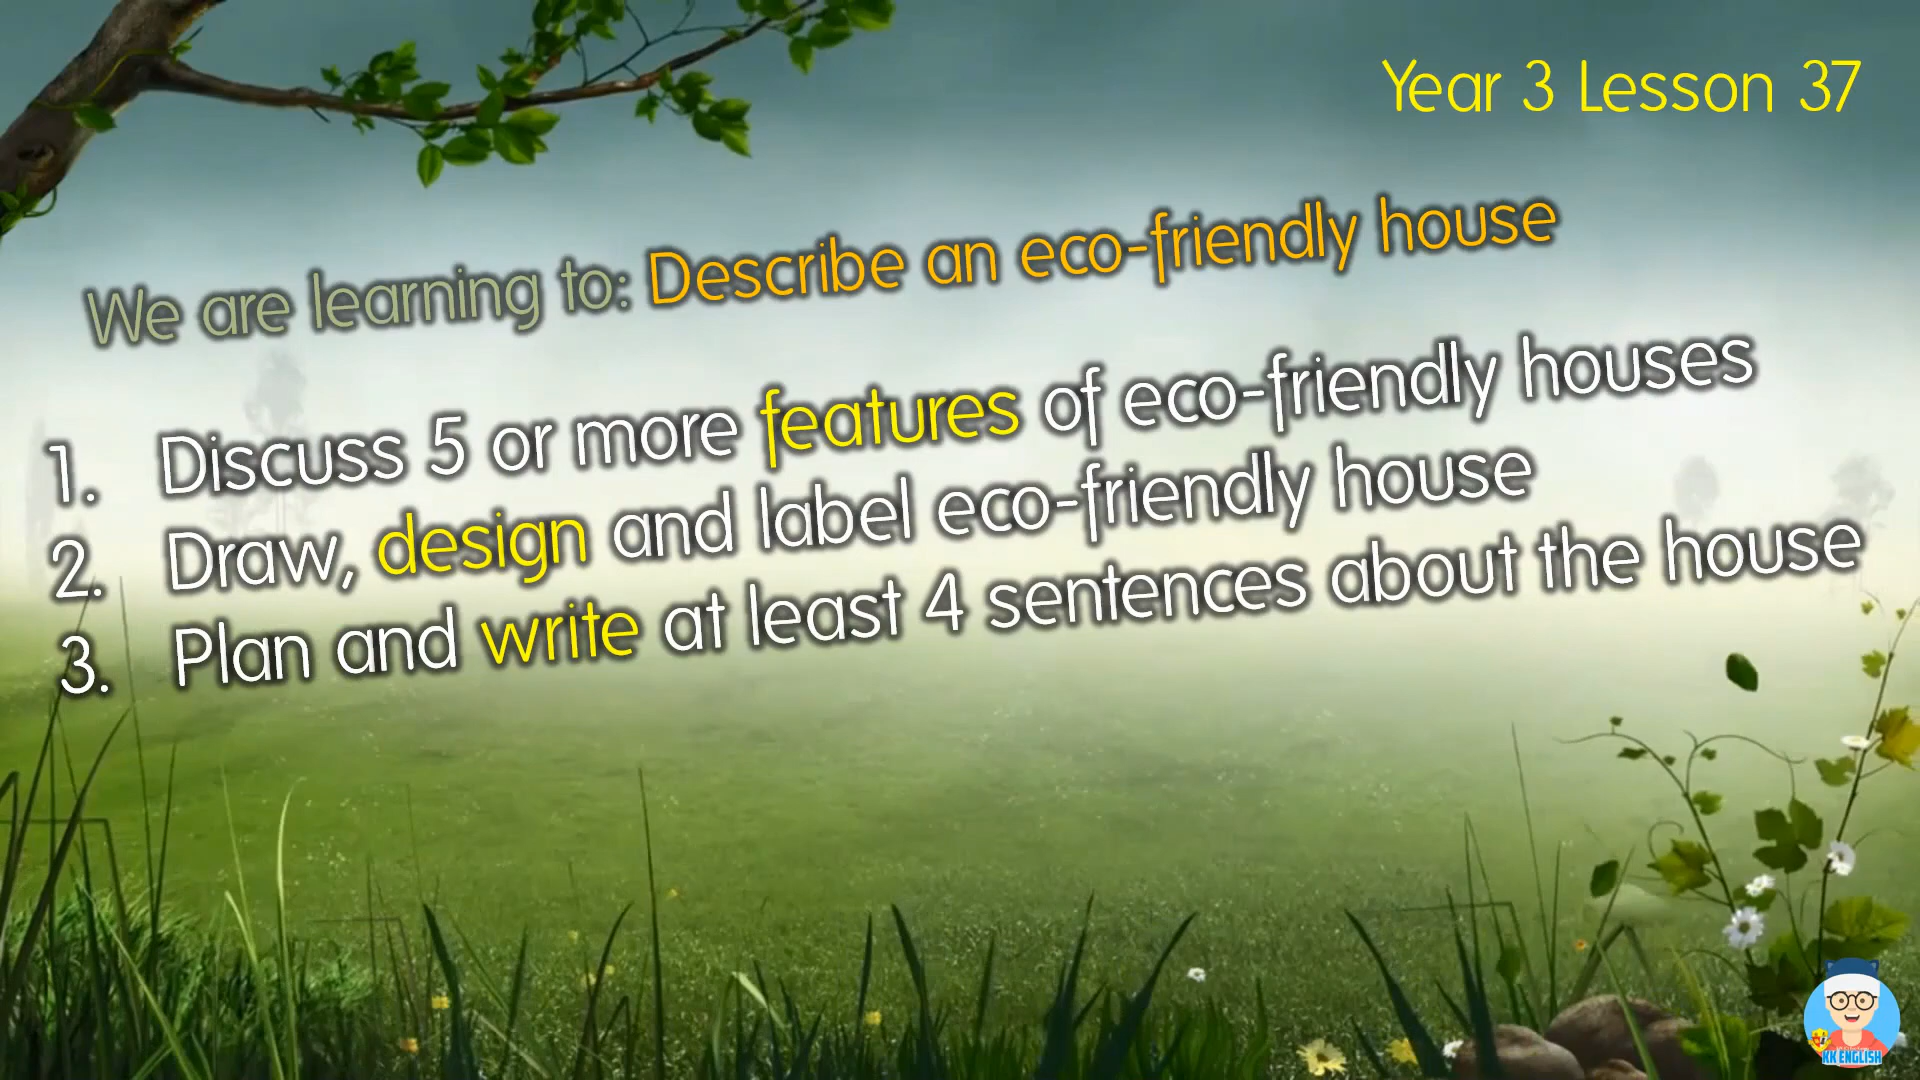 Year 3 Lesson 37
We are learning to: Describe an eco-friendly house
1. Discuss 5 or more features of eco-friendly houses
2. Draw, design and label eco-friendly house
3. Plan and write at least 4 sentences about the house
KK ENGLISH